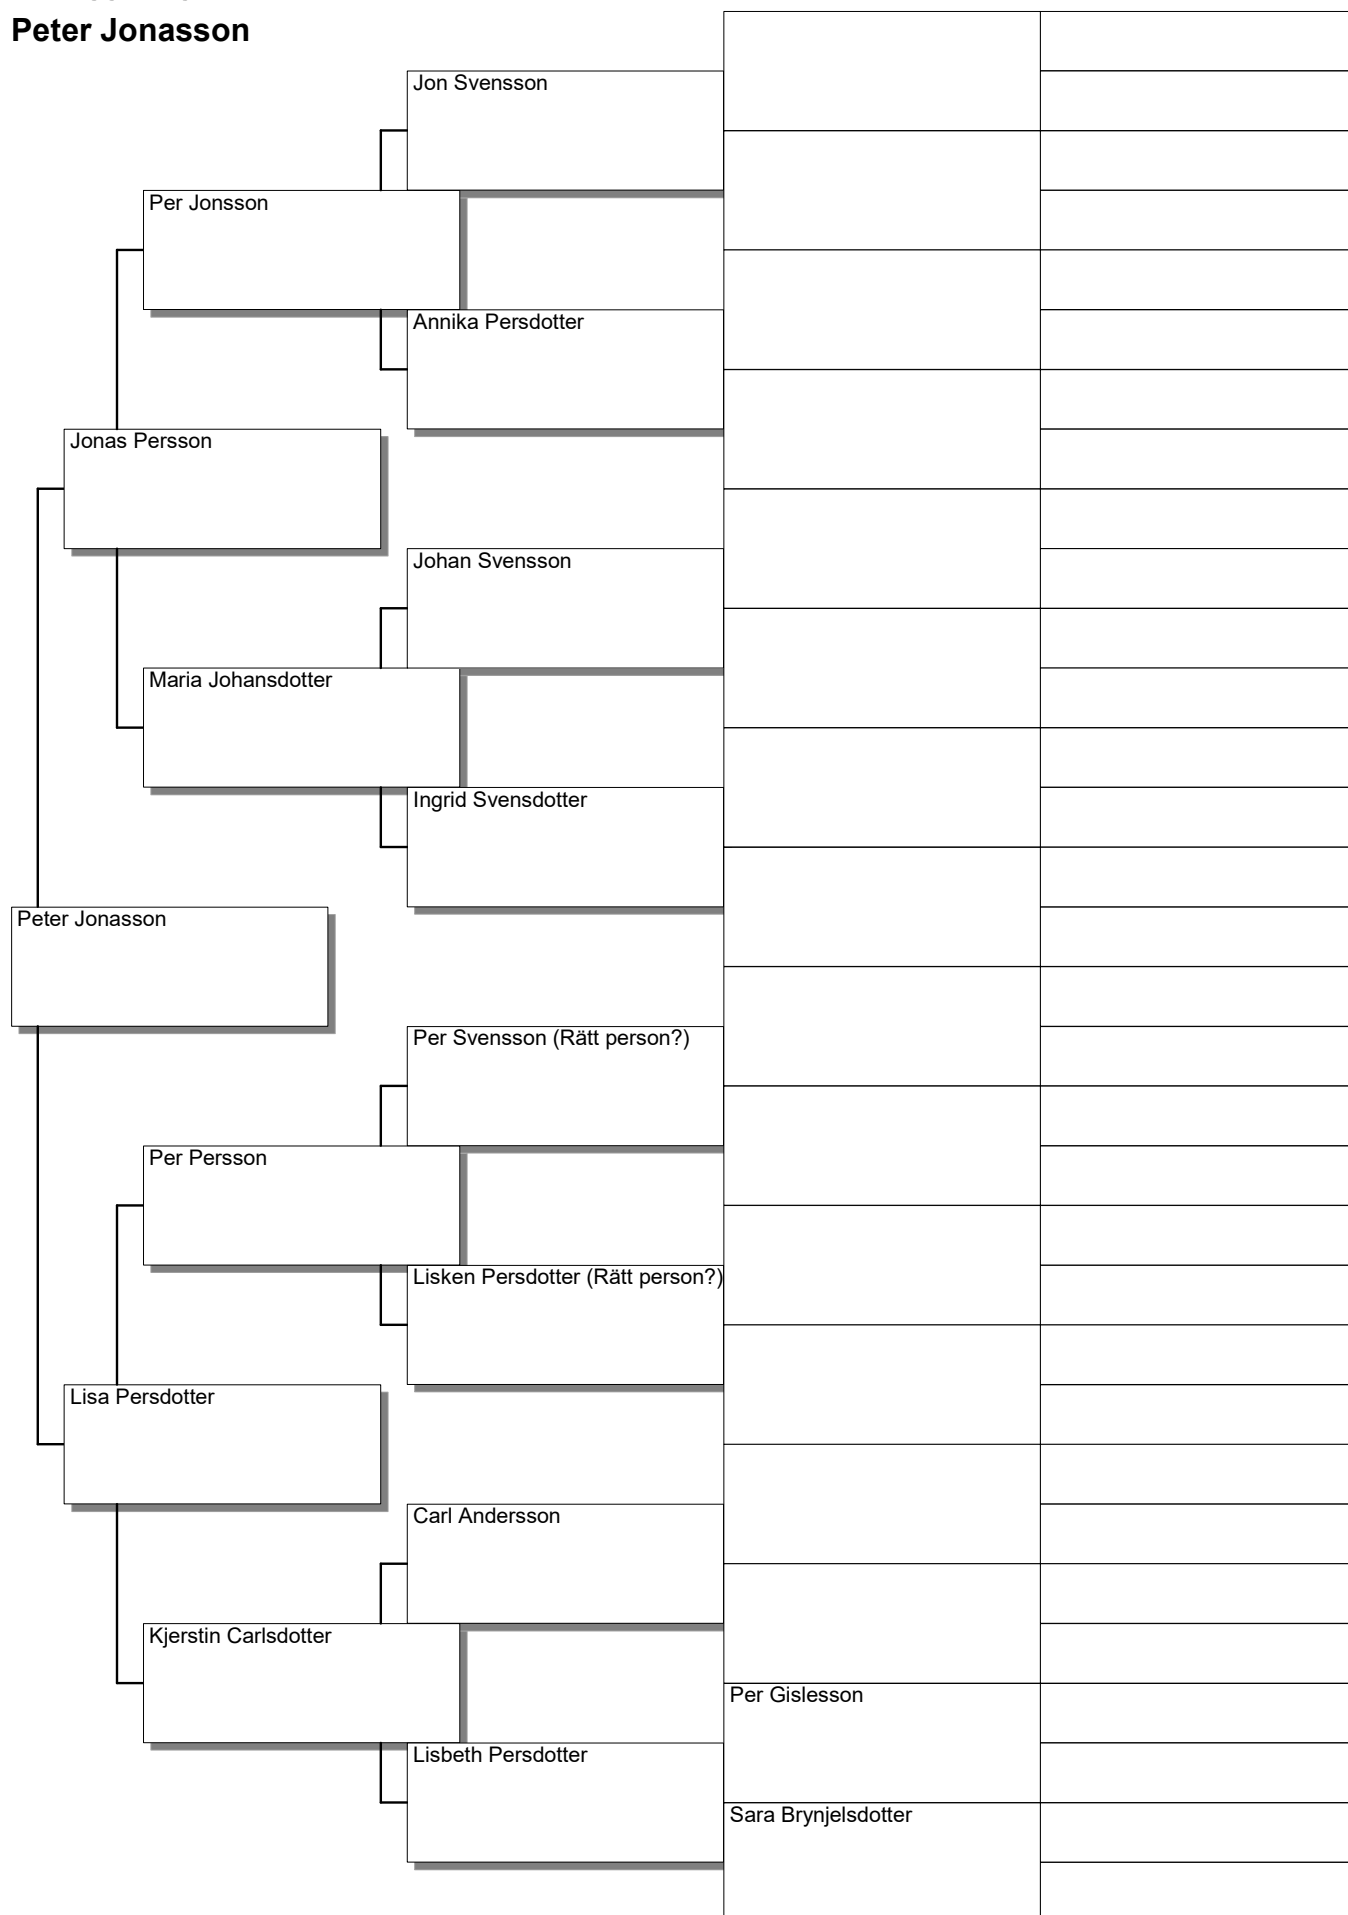 Peter Jonasson
Jon Svensson
Per Jonsson
Annika Persdotter
Jonas Persson
Johan Svensson
Maria Johansdotter
Ingrid Svensdotter
Peter Jonasson
Per Svensson (Rätt person?)
Per Persson
Lisken Persdotter (Rätt person?)
Lisa Persdotter
Carl Andersson
Kjerstin Carlsdotter
Per Gislesson
Lisbeth Persdotter
Sara Brynjelsdotter